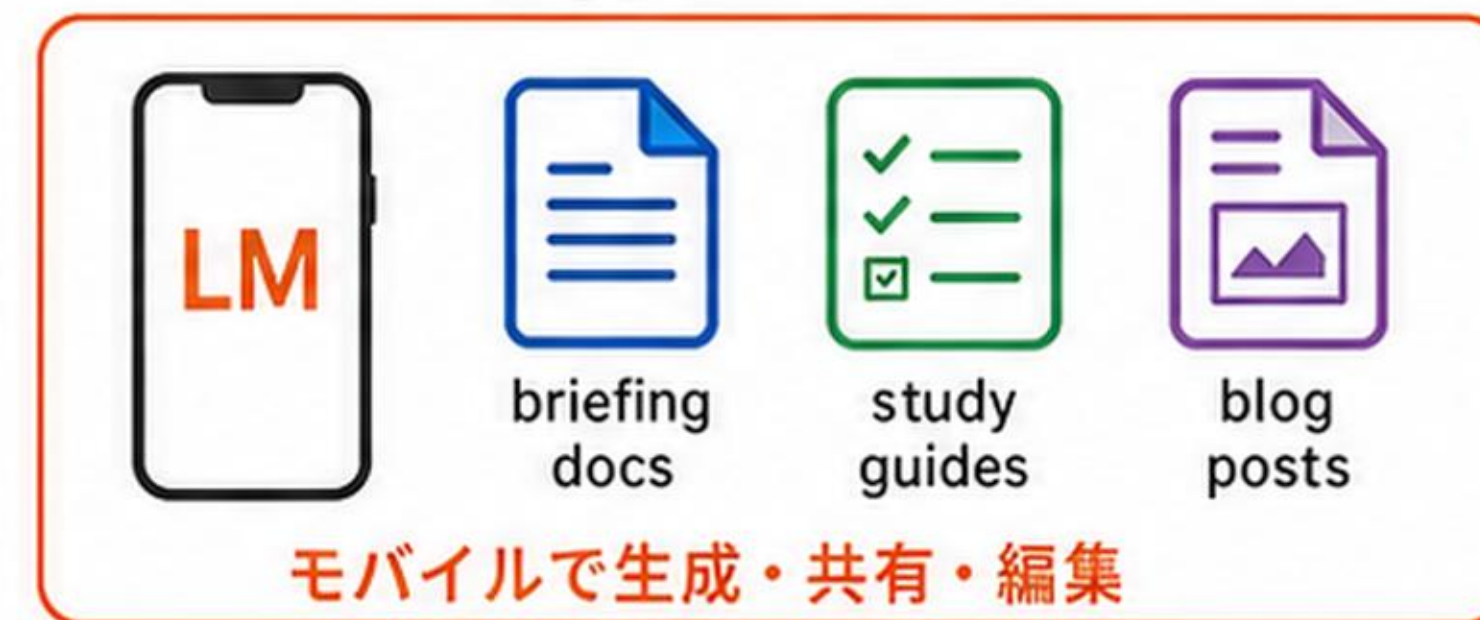 LM
briefing
docs
study
guides
blog
posts
モバイルで生成・共有・編集